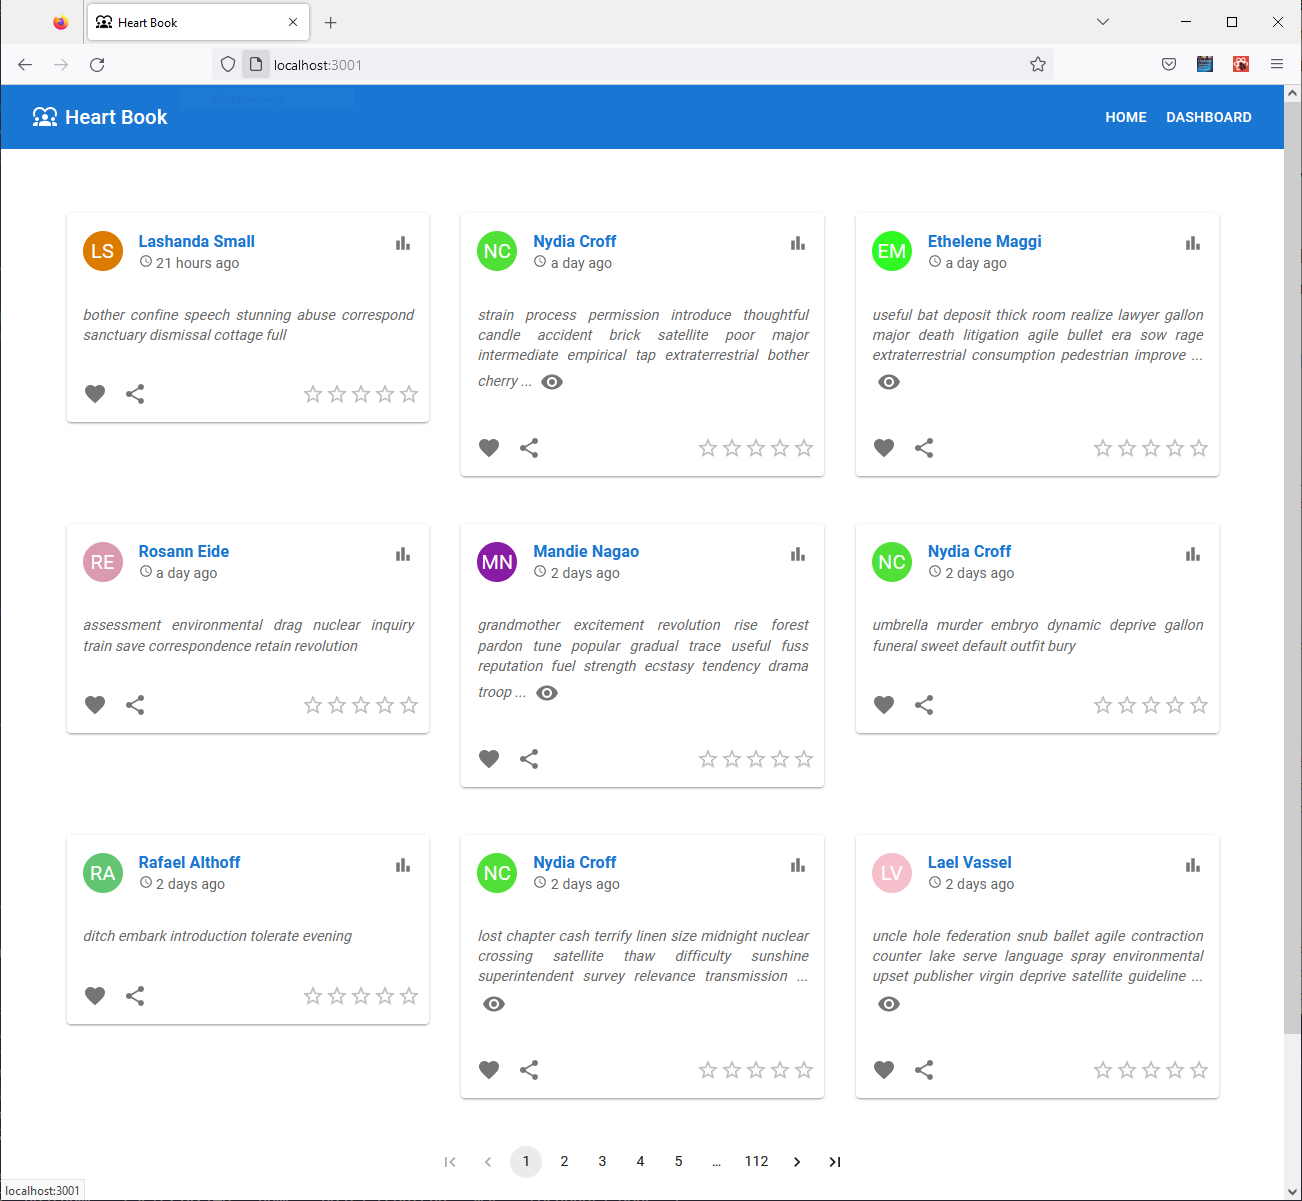 Heart Book
localhost:3001
Heart Book
HOME
DASHBOARD
LS
Lashanda Small
21 hours ago
bother confine speech stunning abuse correspond
sanctuary dismissal cottage full
NC
Nydia Croff
a day ago
strain process permission introduce thoughtful
candle accident brick satellite poor major
intermediate empirical tap extraterrestrial bother
cherry ...
EM
Ethelene Maggi
a day ago
useful bat deposit thick room realize lawyer gallon
major death litigation agile bullet era sow rage
extraterrestrial consumption pedestrian improve ...
RE
Rosann Eide
a day ago
assessment environmental drag nuclear inquiry
train save correspondence retain revolution
MN
Mandie Nagao
2 days ago
grandmother excitement revolution rise forest
pardon tune popular gradual trace useful fuss
reputation fuel strength ecstasy tendency drama
troop ...
NC
Nydia Croff
2 days ago
umbrella murder embryo dynamic deprive gallon
funeral sweet default outfit bury
RA
Rafael Althoff
2 days ago
ditch embark introduction tolerate evening
NC
Nydia Croff
2 days ago
lost chapter cash terrify linen size midnight nuclear
crossing satellite thaw difficulty sunshine
superintendent survey relevance transmission ...
LV
Lael Vassel
2 days ago
uncle hole federation snub ballet agile contraction
counter lake serve language spray environmental
upset publisher virgin deprive satellite guideline ...
1 2 3 4 5 ... 112
localhost:3001